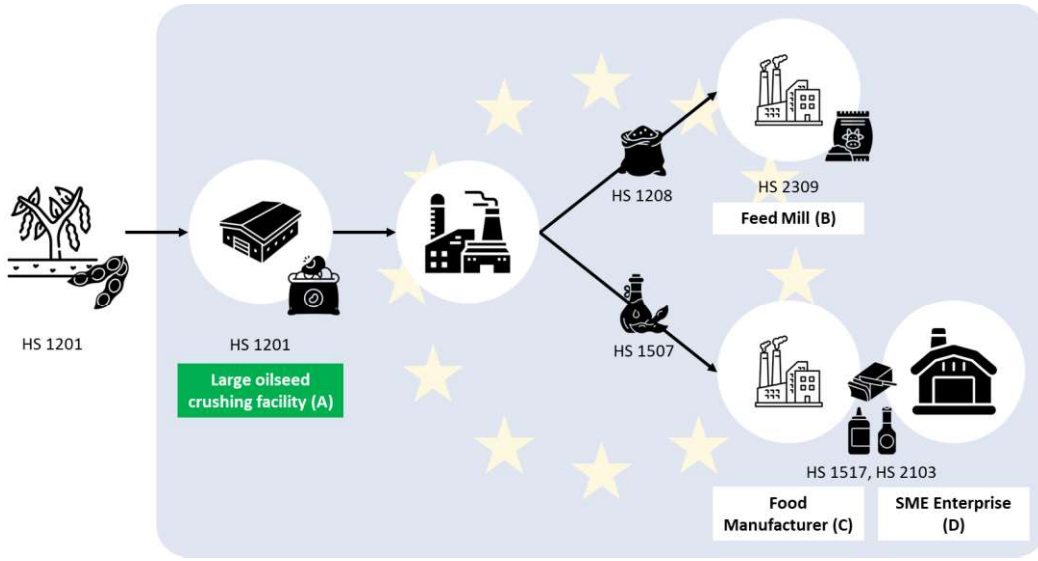 HS 1201
HS 1201
Large oilseed
crushing facility (A)
HS 1208
HS 2309
Feed Mill (B)
HS 1507
HS 1517, HS 2103
Food
Manufacturer (C)
SME Enterprise
(D)